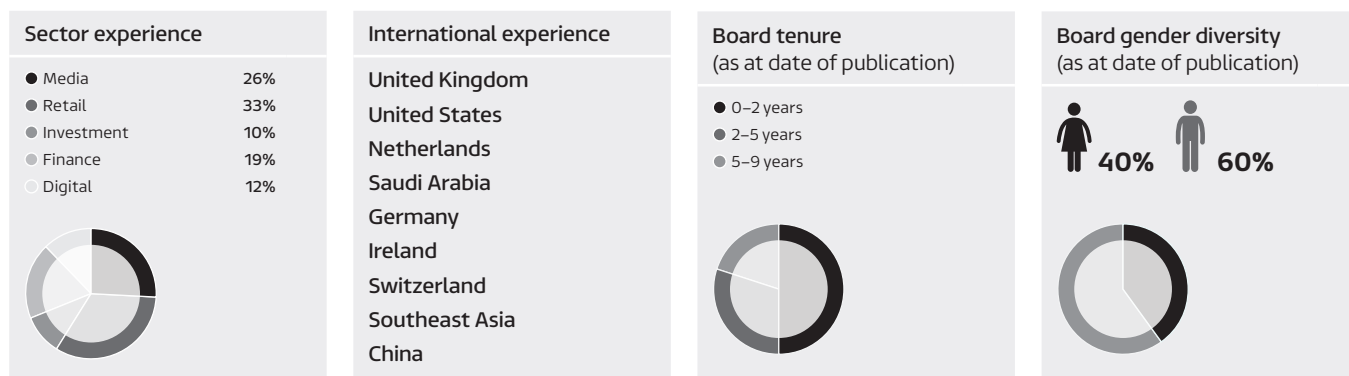 Sector experience
Media 26%
Retail 33%
Investment 10%
Finance 19%
Digital 12%
International experience
United Kingdom
United States
Netherlands
Saudi Arabia
Germany
Ireland
Switzerland
Southeast Asia
China
Board tenure
(as at date of publication)
0–2 years
2–5 years
5–9 years
Board gender diversity
(as at date of publication)
40% 60%